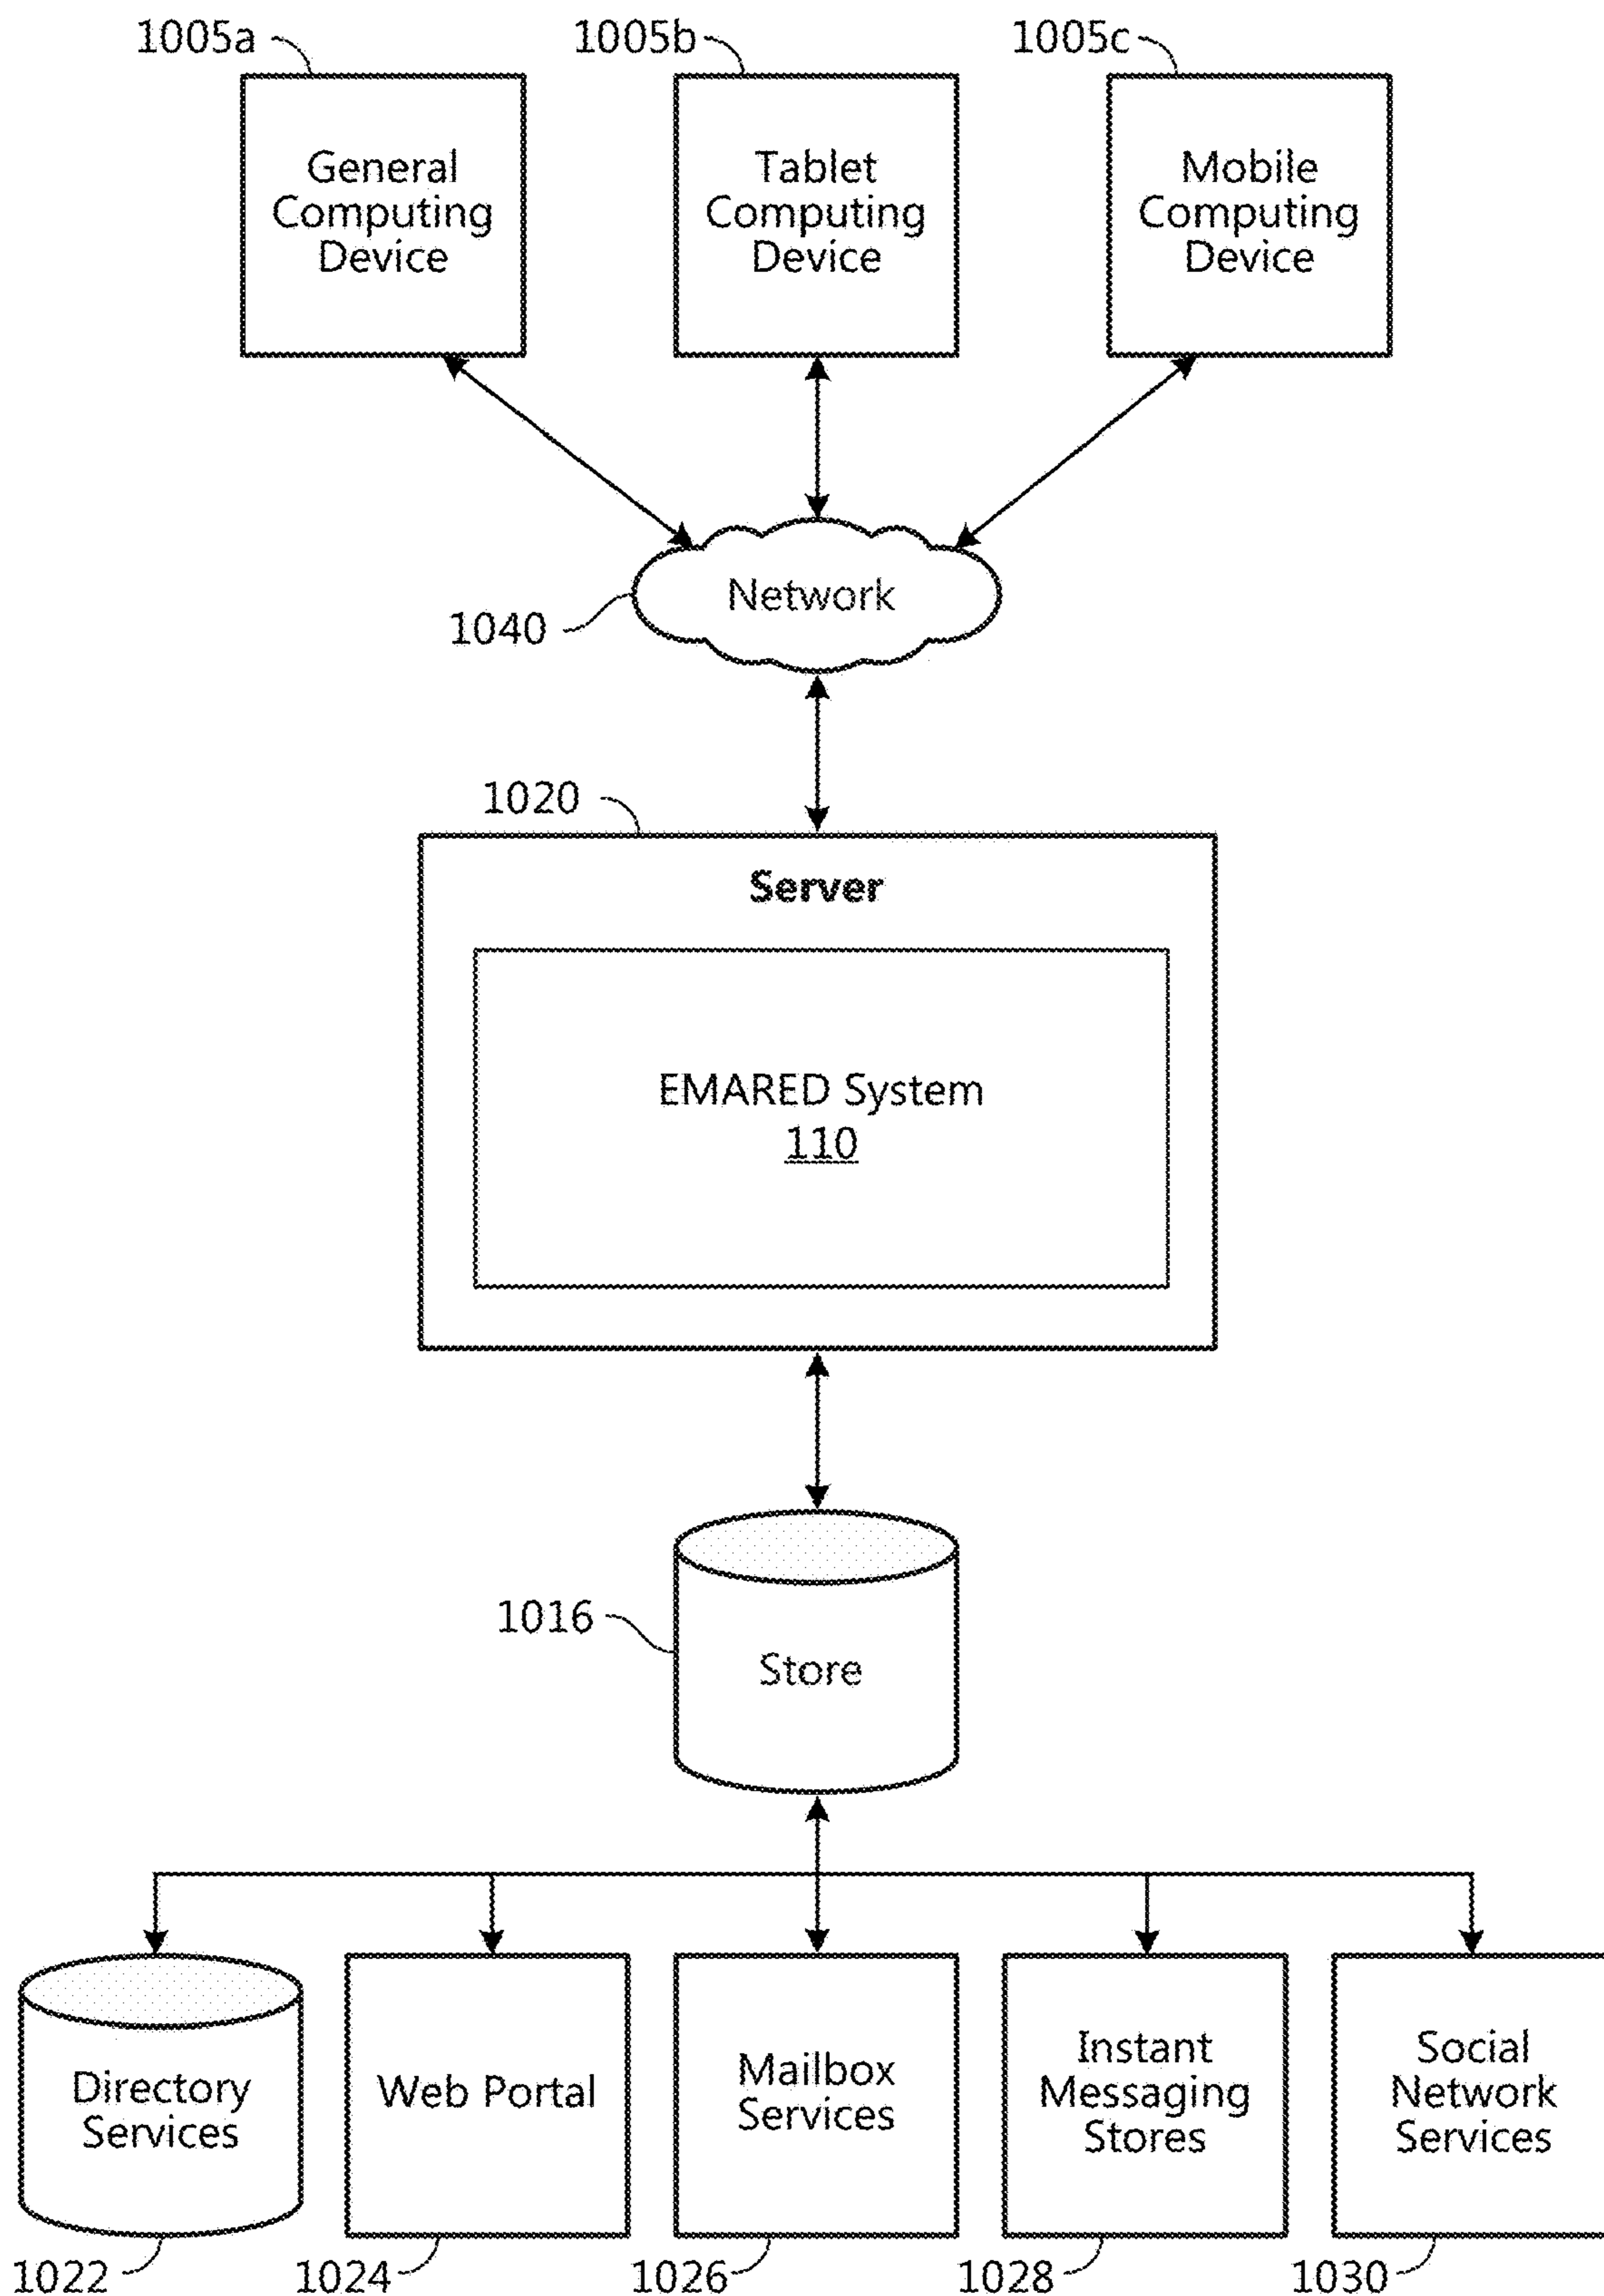 1005a
1005b
1005c
General
Computing
Device
Tablet
Computing
Device
Mobile
Computing
Device
Network
1040
1020
Server
EMARED System
110
1016
Store
Directory
Services
Web Portal
Mailbox
Services
Instant
Messaging
Stores
Social
Network
Services
1022
1024
1026
1028
1030